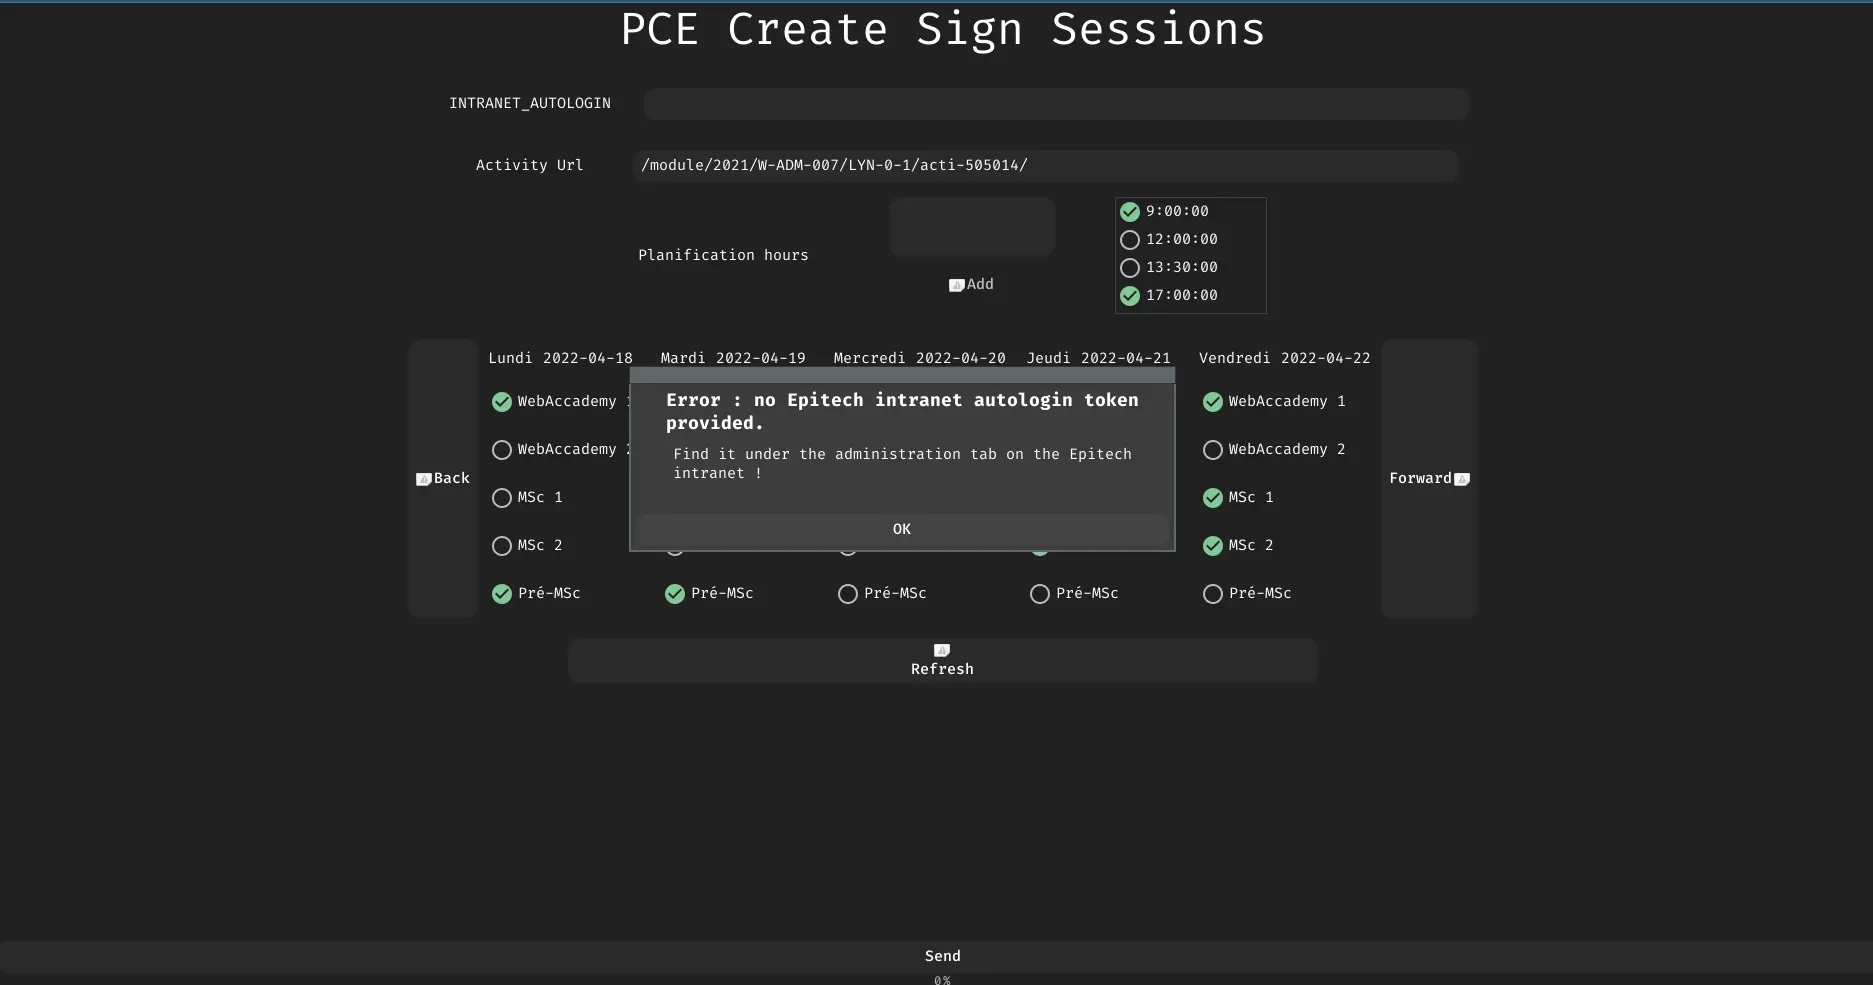 PCE Create Sign Sessions
INTRANET_AUTOLOGIN
Activity Url /module/2021/W-ADM-007/LYN-0-1/acti-505014/
Planification hours
Add
9:00:00
12:00:00
13:30:00
17:00:00
Back
Lundi 2022-04-18 Mardi 2022-04-19 Mercredi 2022-04-20 Jeudi 2022-04-21 Vendredi 2022-04-22
WebAccademy
WebAccademy
MSc 1
MSc 2
Pré-MSc Pré-MSc Pré-MSc Pré-MSc Pré-MSc
Error : no Epitech intranet autologin token
provided.
Find it under the administration tab on the Epitech
intranet !
OK
WebAccademy 1
WebAccademy 2
MSc 1
MSc 2
Forward
Refresh
Send
0%